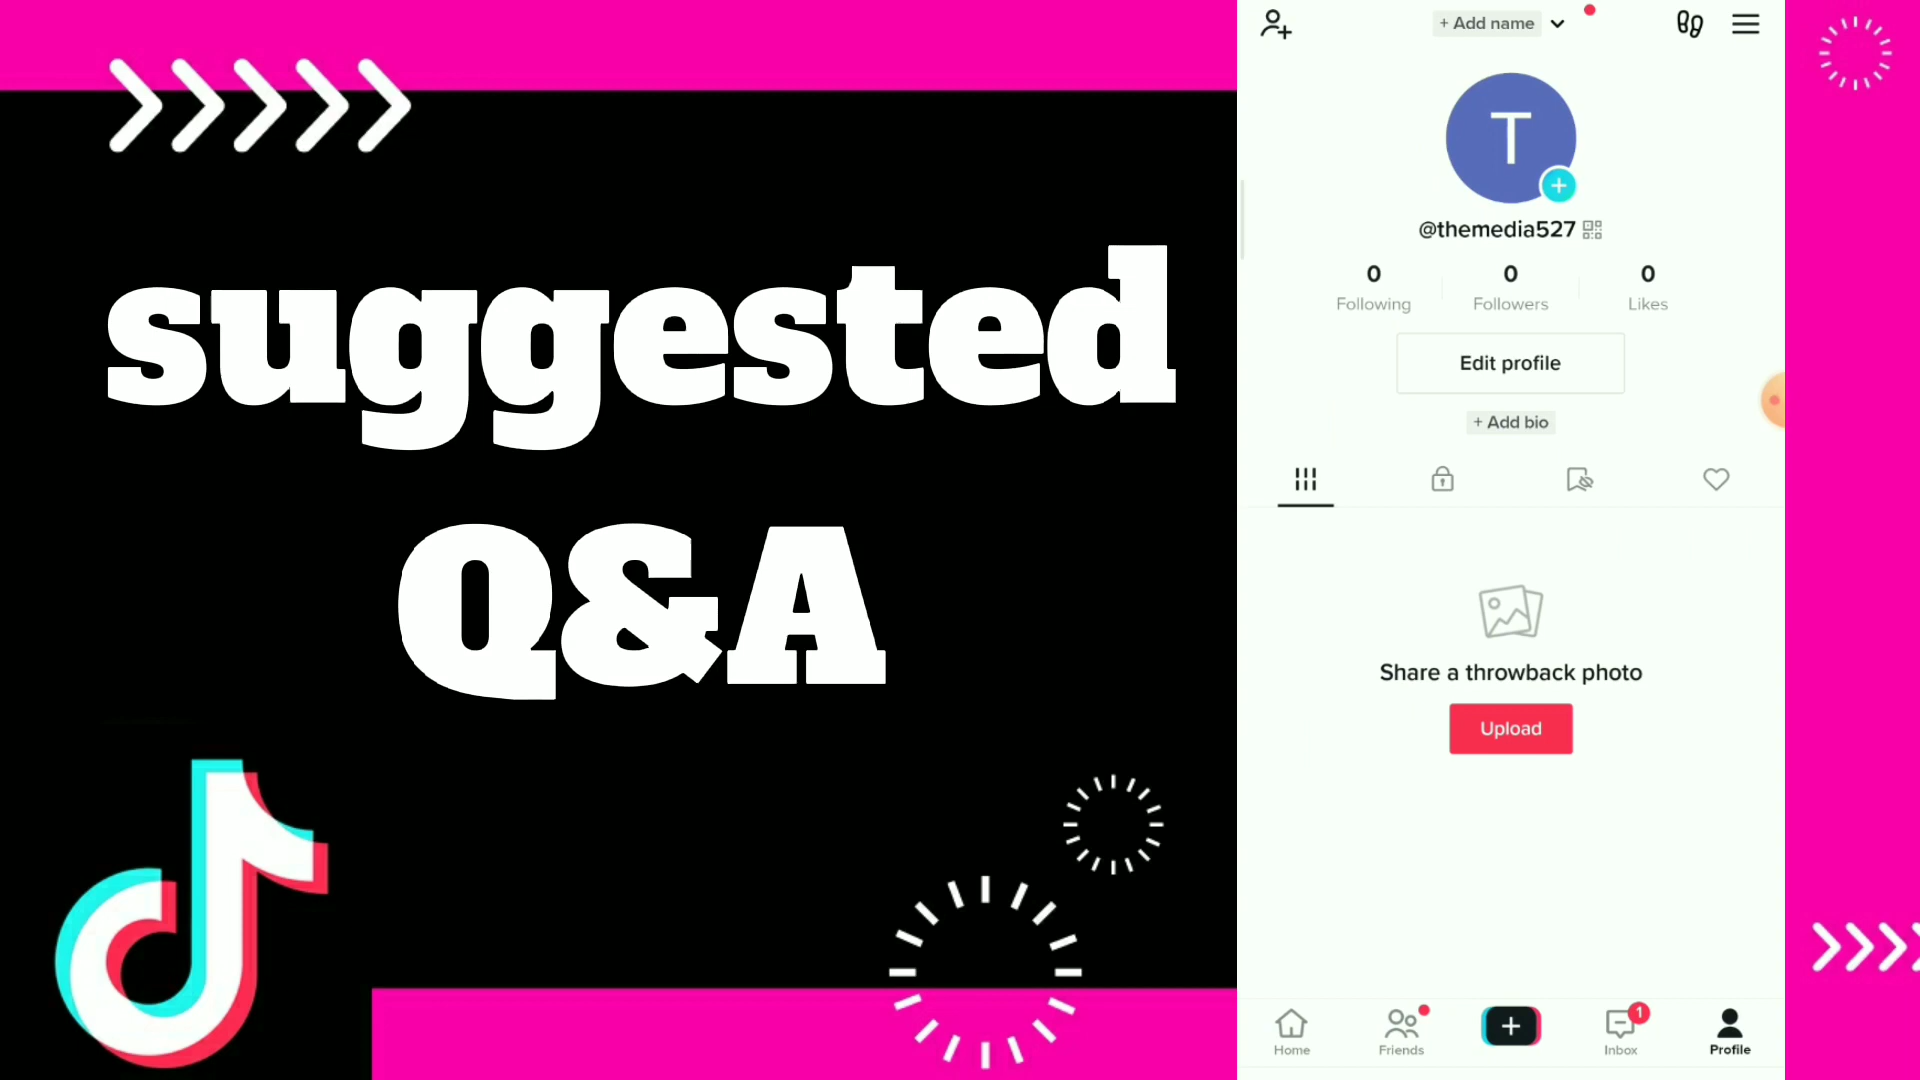 suggested
Q&A
+ Add name
T
@themedia527
0 0 0
Following Followers Likes
Edit profile
+ Add bio
Share a throwback photo
Upload
1
Home Friends Inbox Profile